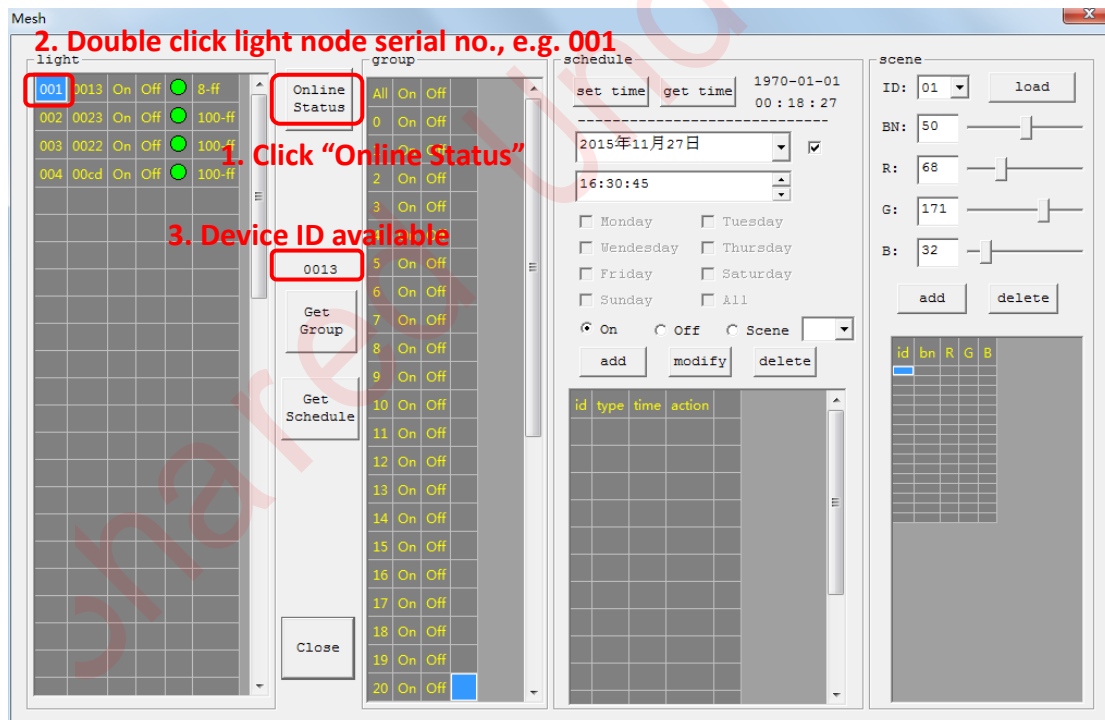 Mesh
2. Double click light node serial no., e.g. 001
light
001 0013 On Off 8-ff
002 0023 On Off 100-ff
003 0022 On Off 100-ff
004 00cd On Off 100-ff
Online
Status
1. Click “Online Status”
3. Device ID available
0013
Get
Group
Get
Schedule
Close
group
All On Off
0 On Off
On Off
2 On Off
3 On Off
5 On Off
6 On Off
7 On Off
8 On Off
9 On Off
10 On Off
11 On Off
12 On Off
13 On Off
14 On Off
15 On Off
16 On Off
17 On Off
18 On Off
19 On Off
20 On Off
schedule
set time get time 1970-01-01
00:18:27
2015年11月27日
16:30:45
Monday Tuesday
Wendesday Thursday
Friday Saturday
Sunday All
On Off Scene
add modify delete
id type time action
scene
ID: 01 load
BN: 50
R: 68
G: 171
B: 32
add delete
id bn R G B
shared und